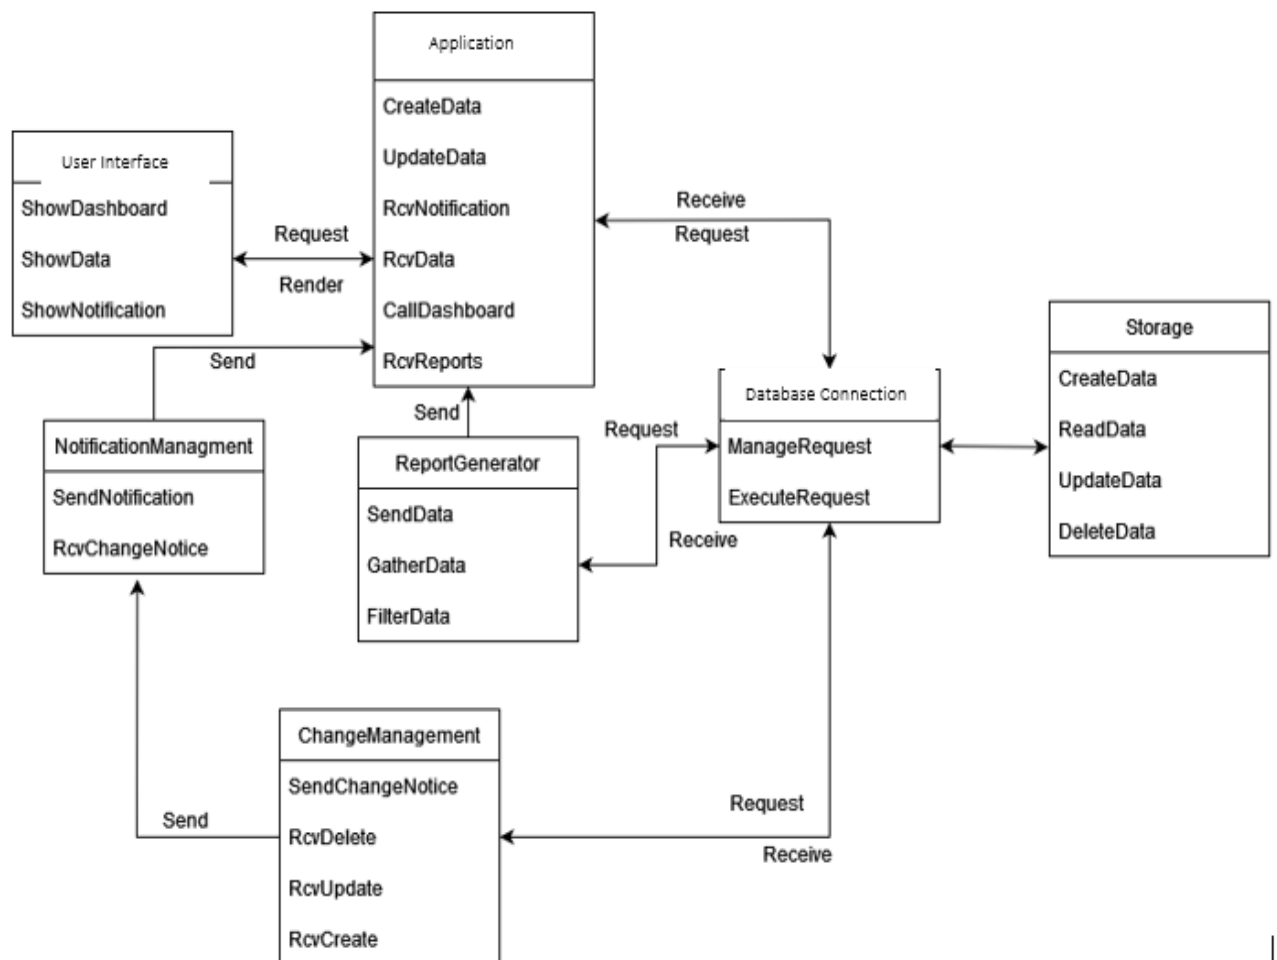 Application
CreateData
UpdateData
RcvNotification
RcvData
CallDashboard
RcvReports
User Interface
ShowDashboard
ShowData
ShowNotification
Request
Render
Receive
Request
Send
Storage
CreateData
ReadData
UpdateData
DeleteData
Database Connection
ManageRequest
ExecuteRequest
NotificationManagment
SendNotification
RcvChangeNotice
Send
ReportGenerator
SendData
GatherData
FilterData
Request
Receive
ChangeManagement
SendChangeNotice
RcvDelete
RcvUpdate
RcvCreate
Send
Request
Receive